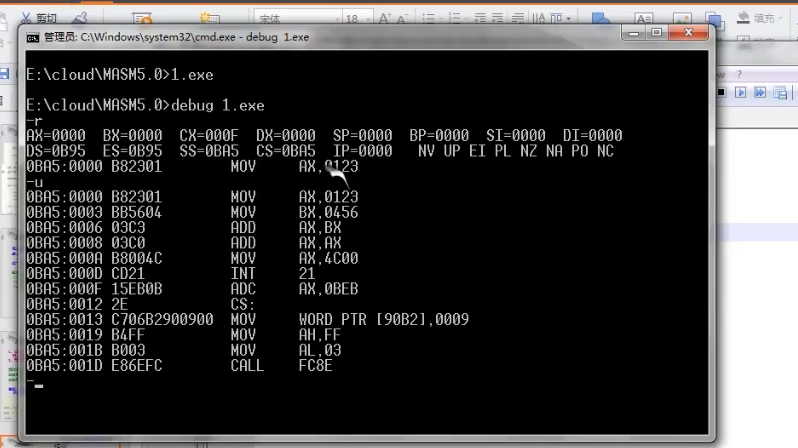 剪切
宋体
18
填充
管理员: C:\Windows\system32\cmd.exe - debug  1.exe
E:\cloud\MASM5.0>1.exe
E:\cloud\MASM5.0>debug 1.exe
-r
AX=0000  BX=0000  CX=000F  DX=0000  SP=0000  BP=0000  SI=0000  DI=0000
DS=0B95  ES=0B95  SS=0BA5  CS=0BA5  IP=0000   NV UP EI PL NZ NA PO NC
0BA5:0000 B82301        MOV     AX,0123
-u
0BA5:0000 B82301        MOV     AX,0123
0BA5:0003 BB5604        MOV     BX,0456
0BA5:0006 03C3          ADD     AX,BX
0BA5:0008 03C0          ADD     AX,AX
0BA5:000A B8004C        MOV     AX,4C00
0BA5:000D CD21          INT     21
0BA5:000F 15EB0B        ADC     AX,0BEB
0BA5:0012 2E            CS:
0BA5:0013 C706B2900900  MOV     WORD PTR [90B2],0009
0BA5:0019 B4FF          MOV     AH,FF
0BA5:001B B003          MOV     AL,03
0BA5:001D E86EFC        CALL    FC8E
-